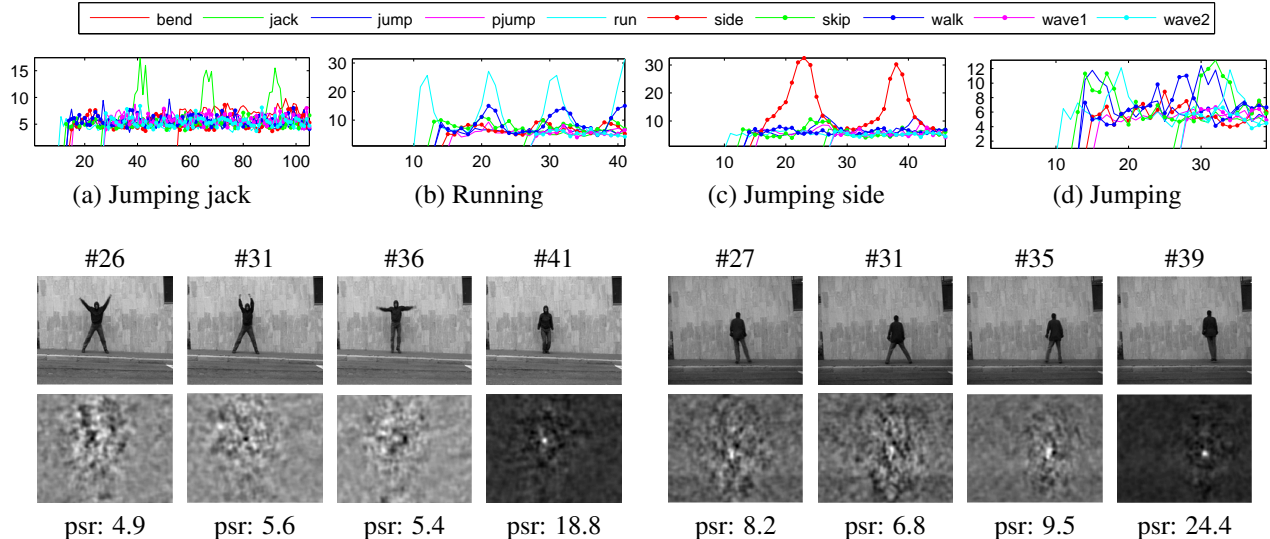 bend jack jump pjump run side skip walk wave1 wave2
15
10
5
20 40 60 80 100
(a) Jumping jack
30
20
10
10 20 30 40
(b) Running
30
20
10
10 20 30 40
(c) Jumping side
12
10
8
6
4
2
10 20 30
(d) Jumping
#26 #31 #36 #41 #27 #31 #35 #39
psr: 4.9 psr: 5.6 psr: 5.4 psr: 18.8 psr: 8.2 psr: 6.8 psr: 9.5 psr: 24.4